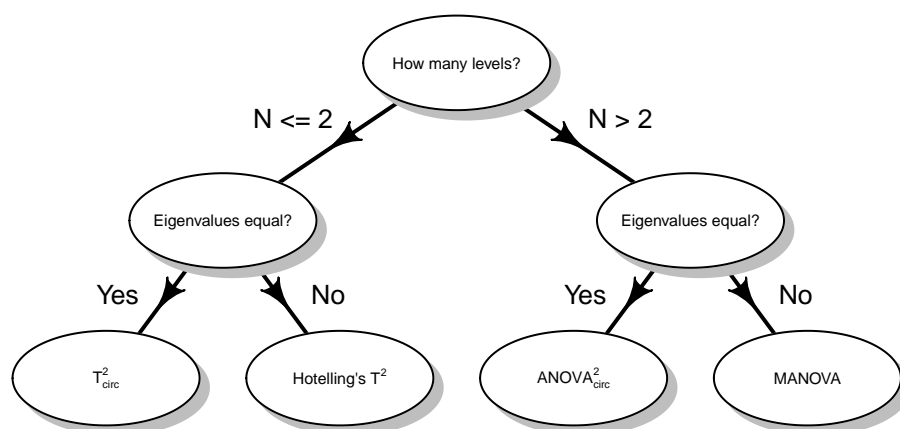 How many levels?
N <= 2
N > 2
Eigenvalues equal?
Eigenvalues equal?
Yes
No
Yes
No
T²circ
Hotelling's T²
ANOVA²circ
MANOVA